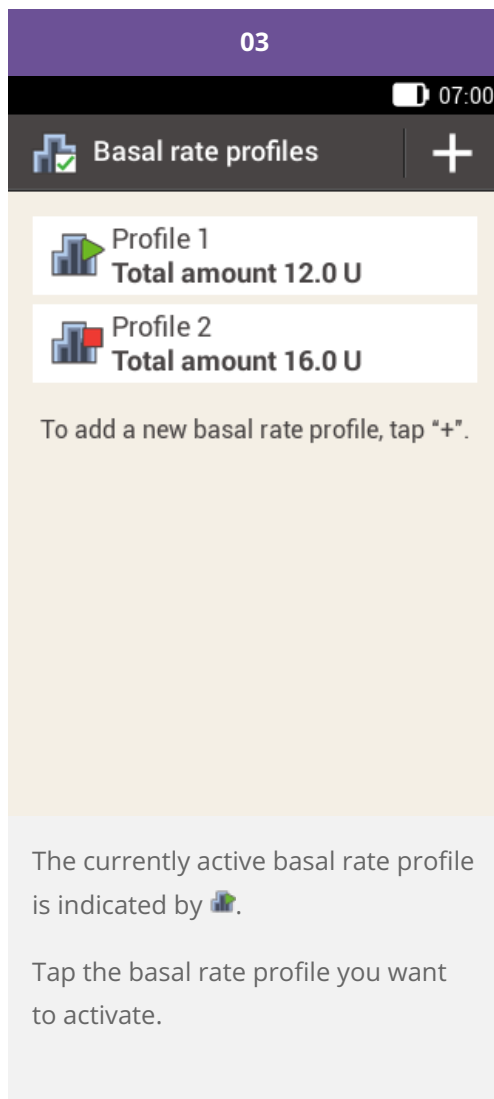 03
07:00
Basal rate profiles
+
Profile 1
Total amount 12.0 U
Profile 2
Total amount 16.0 U
To add a new basal rate profile, tap “+”.
The currently active basal rate profile
is indicated by .
Tap the basal rate profile you want
to activate.